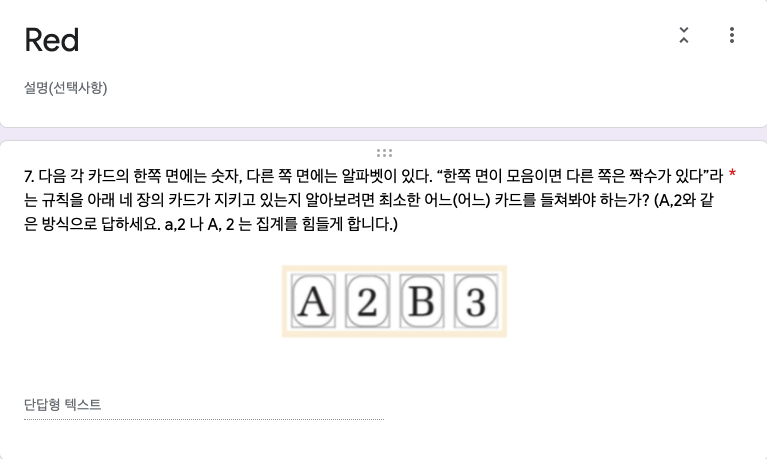 Red
설명(선택사항)
7. 다음 각 카드의 한쪽 면에는 숫자, 다른 쪽 면에는 알파벳이 있다. “한쪽 면이 모음이면 다른 쪽은 짝수가 있다”라 *
는 규칙을 아래 네 장의 카드가 지키고 있는지 알아보려면 최소한 어느(어느) 카드를 들쳐봐야 하는가? (A,2와 같
은 방식으로 답하세요. a,2 나 A, 2 는 집계를 힘들게 합니다.)
A 2 B 3
단답형 텍스트